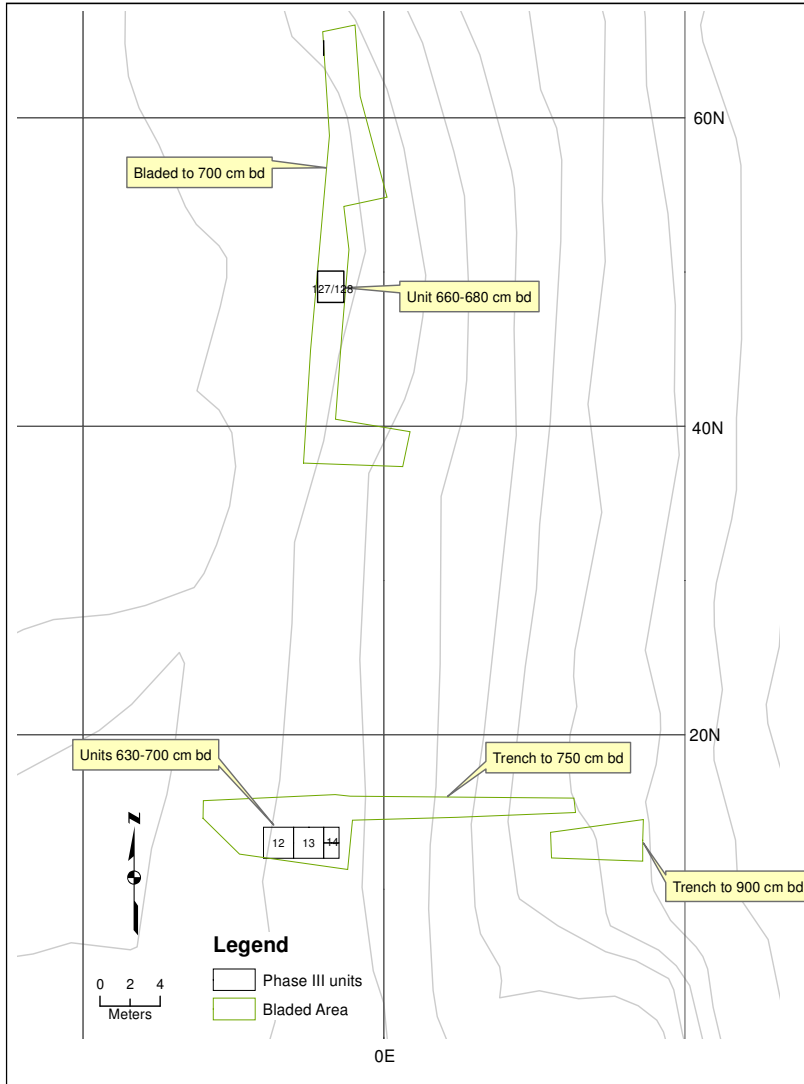 60N
Bladed to 700 cm bd
127/128
Unit 660-680 cm bd
40N
20N
Units 630-700 cm bd
Trench to 750 cm bd
12
13
14
Trench to 900 cm bd
N
Legend
Phase III units
Bladed Area
0 2 4
Meters
0E